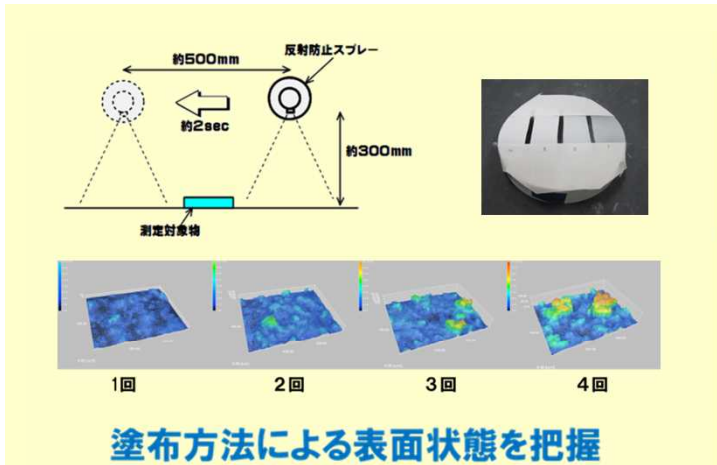 約500mm
反射防止スプレー
約2sec
約300mm
測定対象物
1回
2回
3回
4回
塗布方法による表面状態を把握